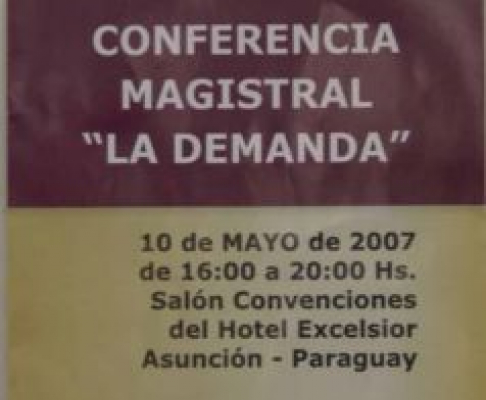 CONFERENCIA
MAGISTRAL
“LA DEMANDA”
10 de MAYO de 2007
de 16:00 a 20:00 Hs.
Salón Convenciones
del Hotel Excelsior
Asunción - Paraguay